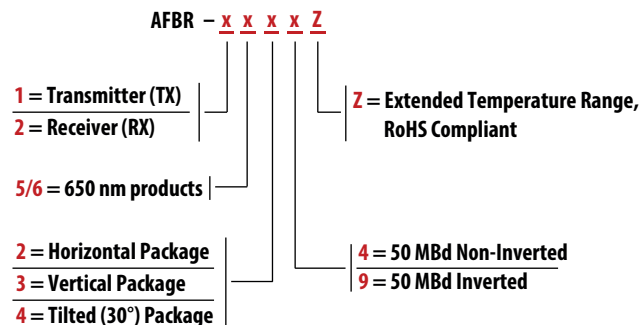 AFBR – x x x x Z
1 = Transmitter (TX)
2 = Receiver (RX)
Z = Extended Temperature Range,
RoHS Compliant
5/6 = 650 nm products
2 = Horizontal Package
3 = Vertical Package
4 = Tilted (30°) Package
4 = 50 MBd Non-Inverted
9 = 50 MBd Inverted